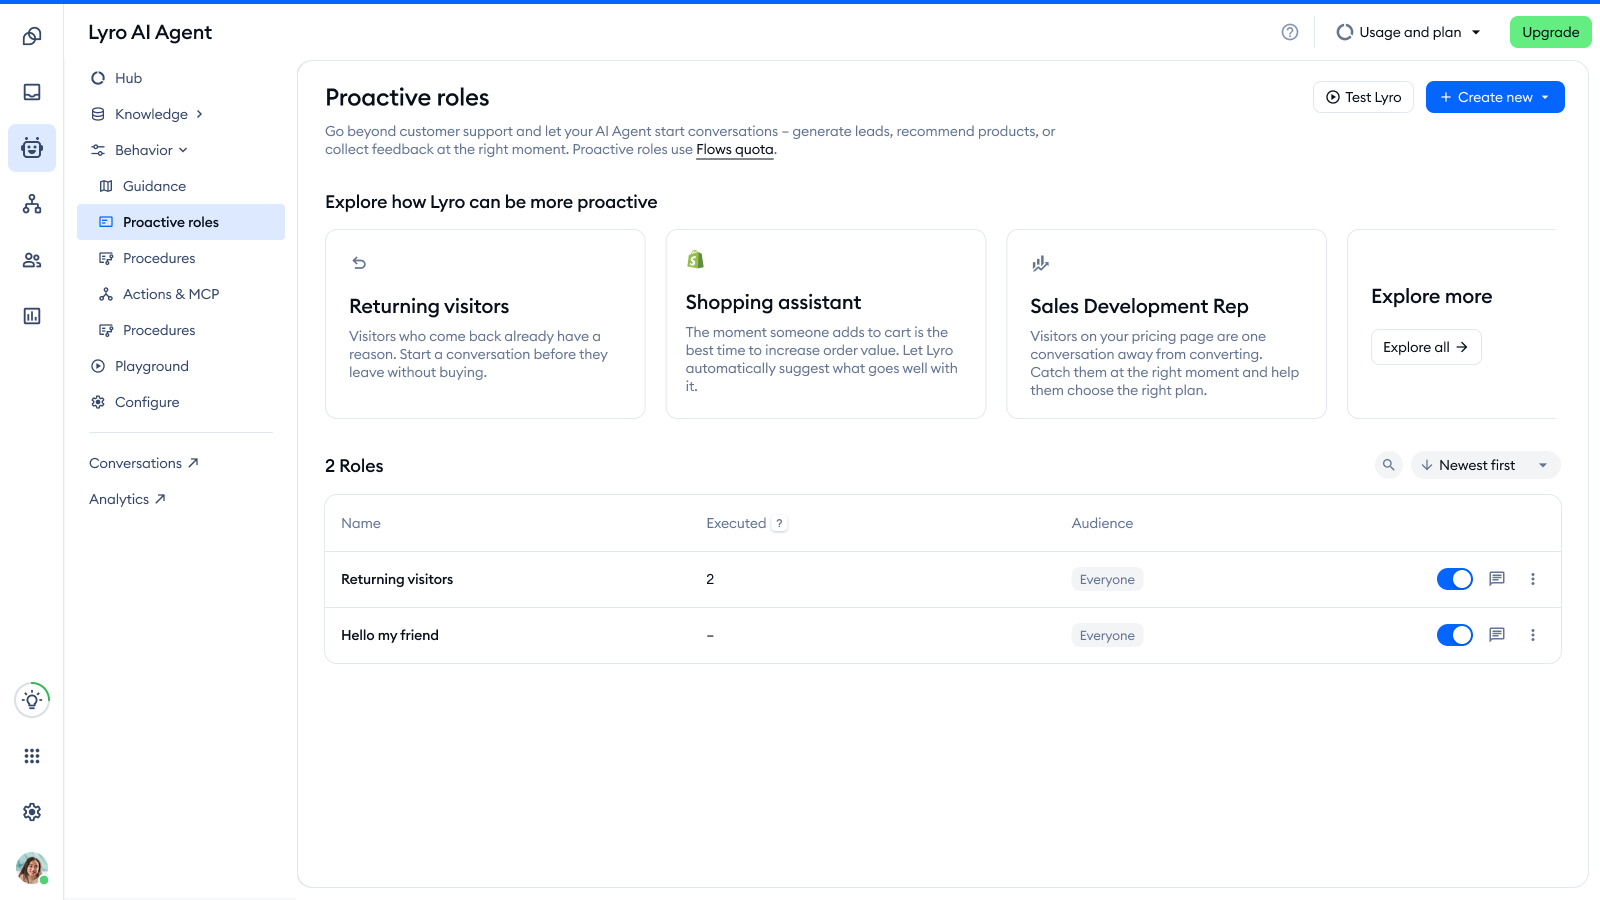 Lyro AI Agent
Usage and plan
Upgrade
Hub
Knowledge
Behavior
Guidance
Proactive roles
Procedures
Actions & MCP
Procedures
Playground
Configure
Conversations
Analytics
Proactive roles
Test Lyro
+ Create new
Go beyond customer support and let your AI Agent start conversations – generate leads, recommend products, or
collect feedback at the right moment. Proactive roles use Flows quota.
Explore how Lyro can be more proactive
Returning visitors
Visitors who come back already have a
reason. Start a conversation before they
leave without buying.
Shopping assistant
The moment someone adds to cart is the
best time to increase order value. Let Lyro
automatically suggest what goes well with
it.
Sales Development Rep
Visitors on your pricing page are one
conversation away from converting.
Catch them at the right moment and help
them choose the right plan.
Explore more
Explore all →
2 Roles
Newest first
Name
Executed ?
Audience
Returning visitors
2
Everyone
Hello my friend
–
Everyone